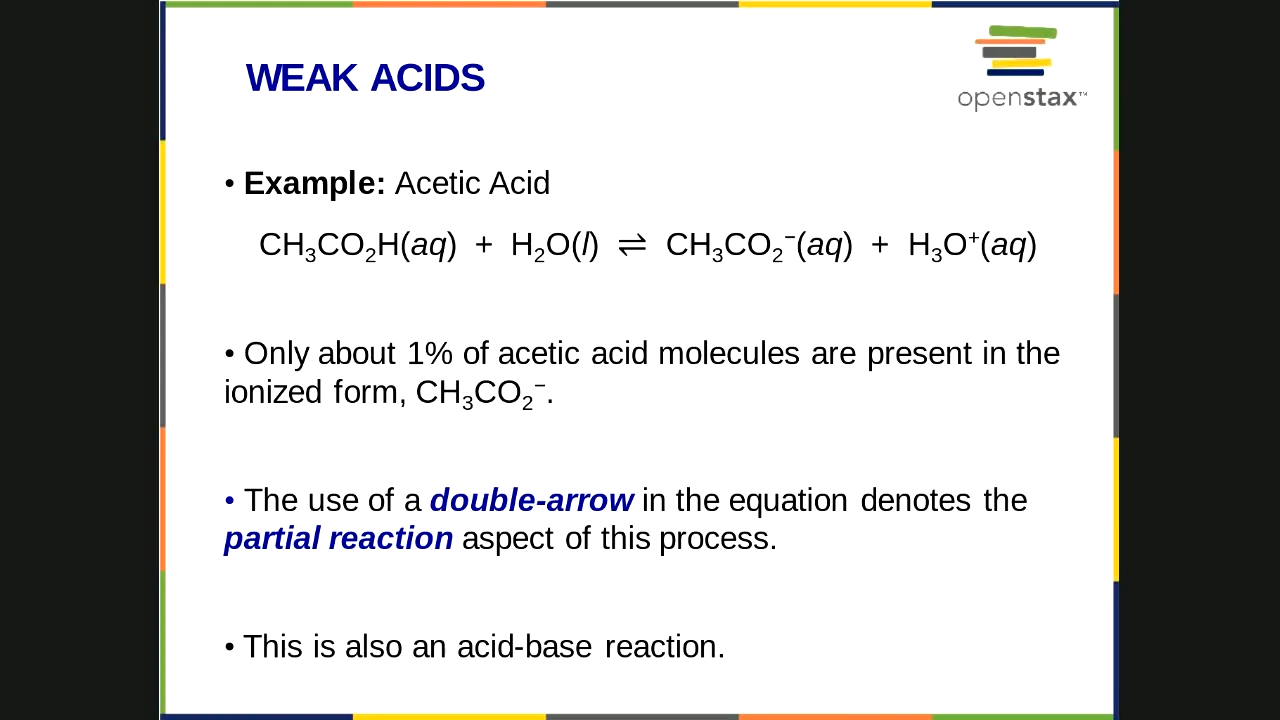 WEAK ACIDS
openstax™
• Example: Acetic Acid
CH₃CO₂H(aq) + H₂O(l) ⇌ CH₃CO₂⁻(aq) + H₃O⁺(aq)
• Only about 1% of acetic acid molecules are present in the
ionized form, CH₃CO₂⁻.
• The use of a double-arrow in the equation denotes the
partial reaction aspect of this process.
• This is also an acid-base reaction.